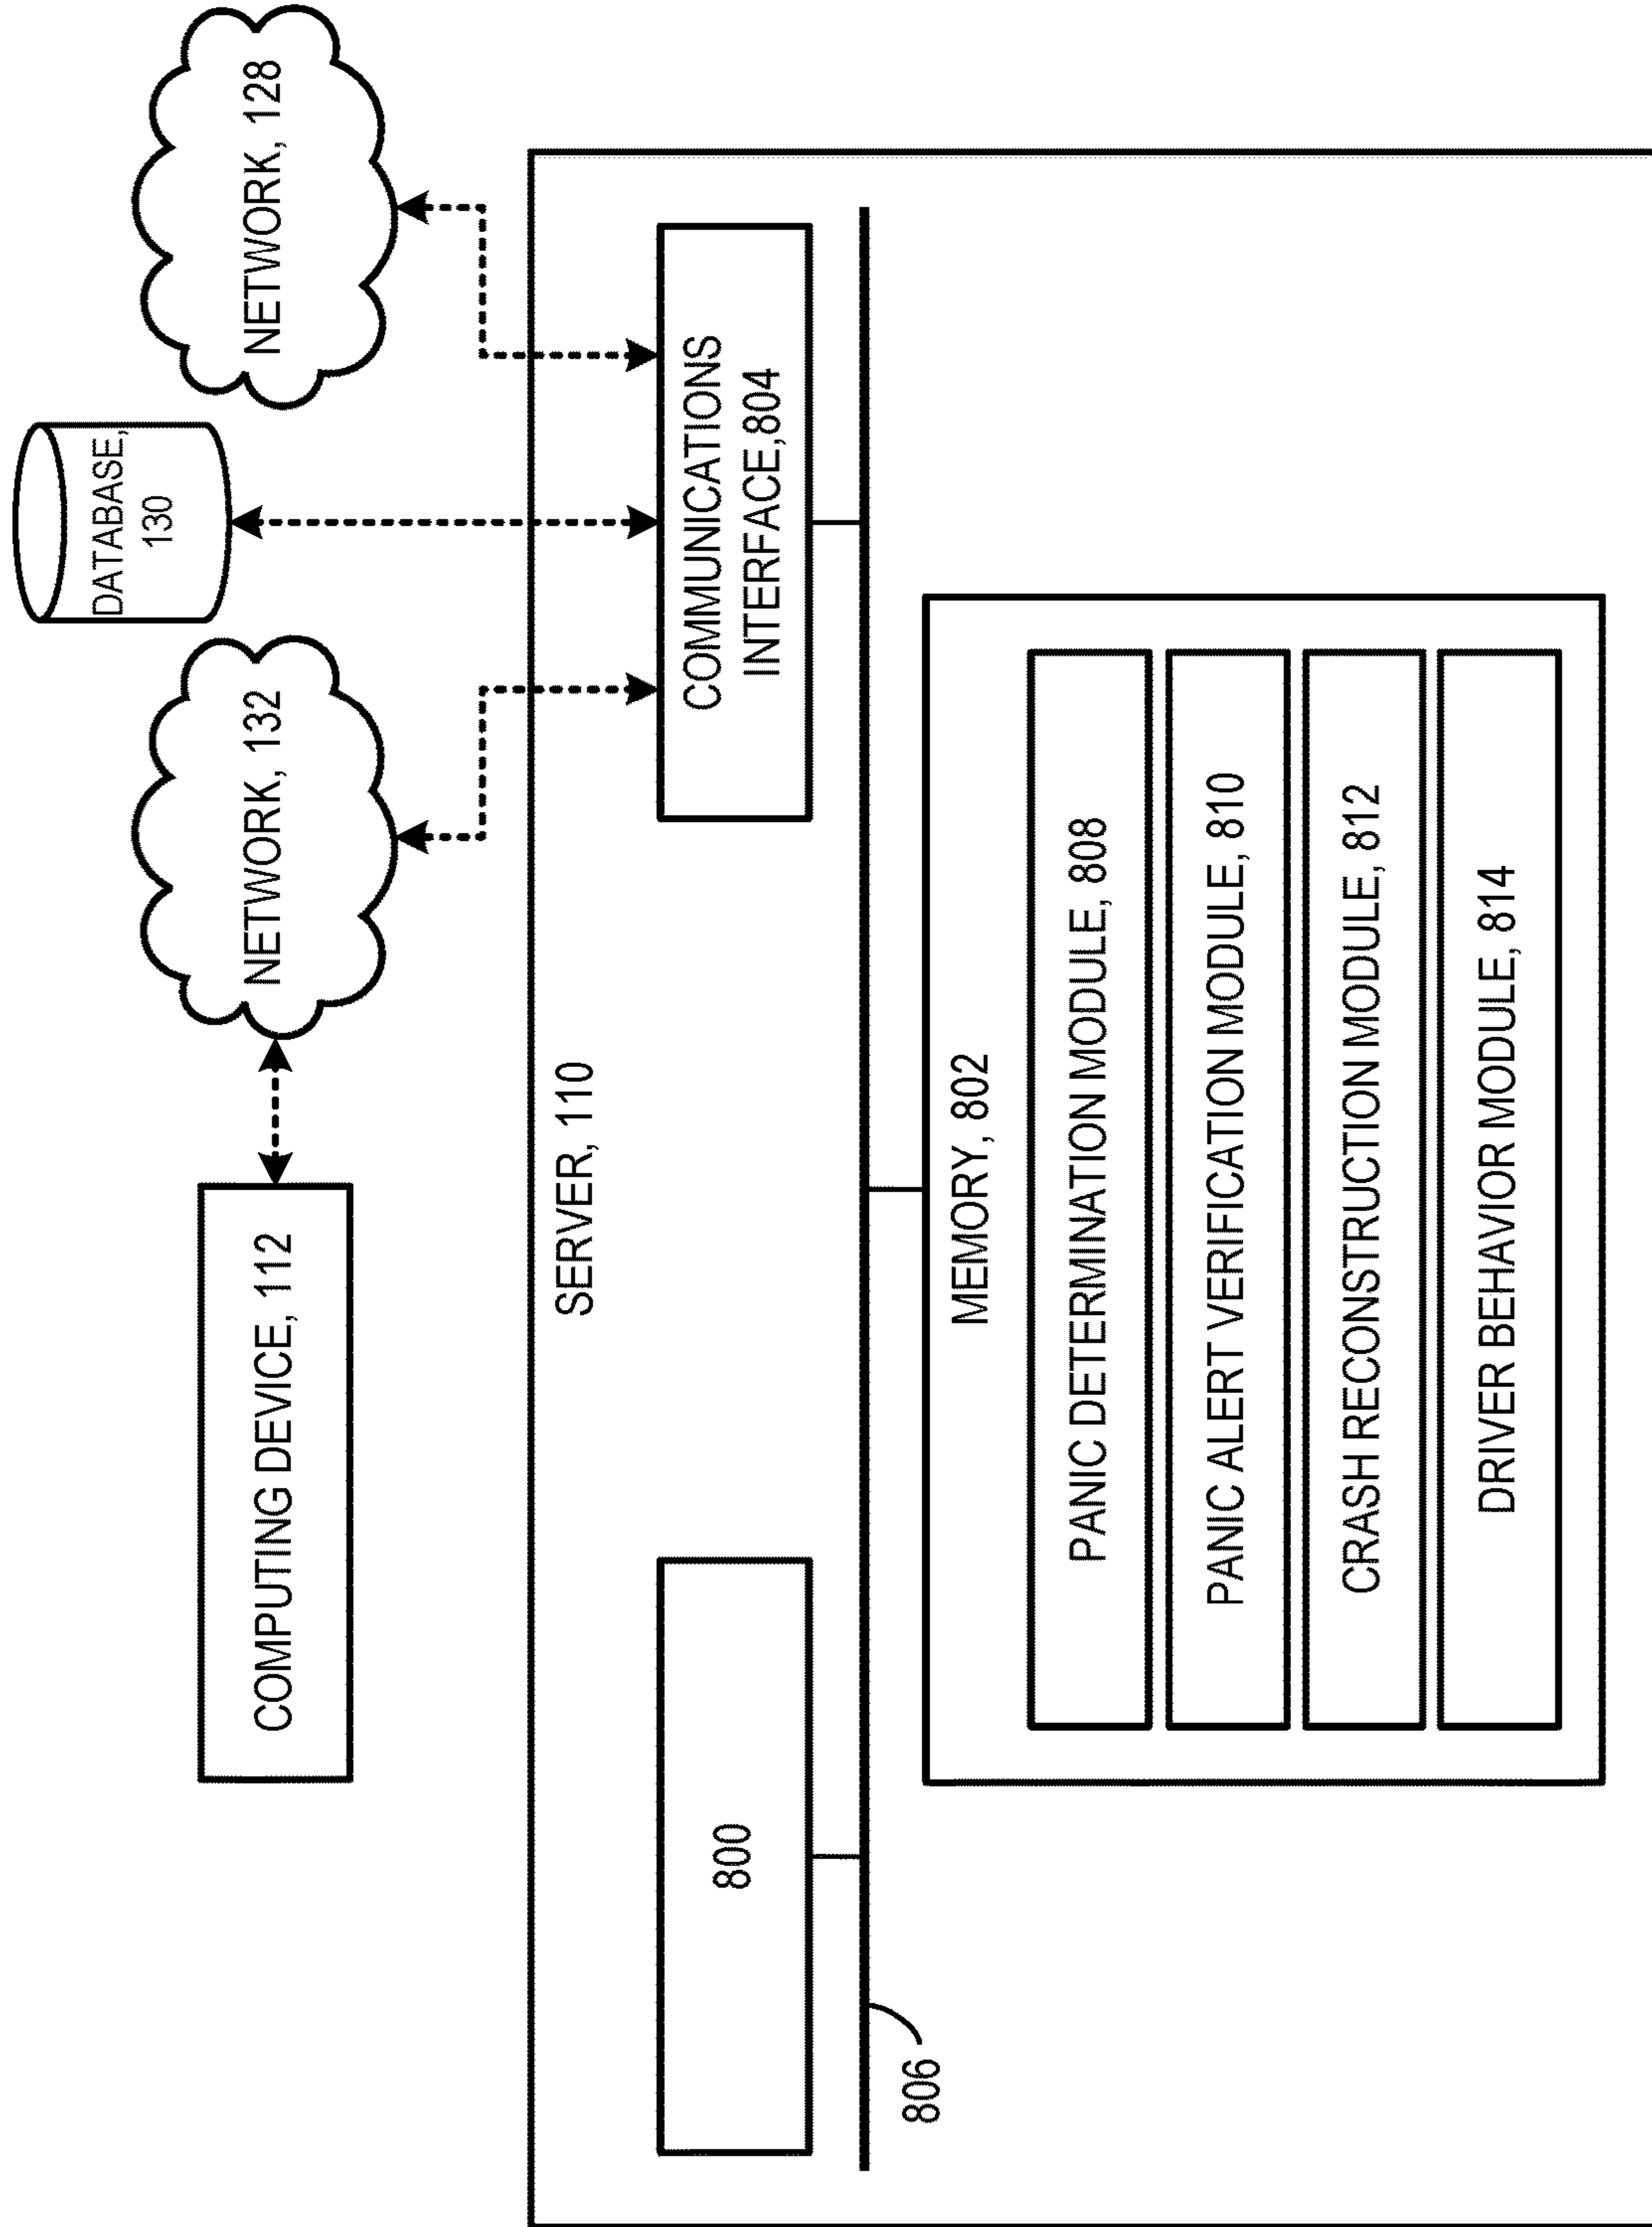 COMPUTING DEVICE, 112
NETWORK, 132
DATABASE,
130
NETWORK, 128
SERVER, 110
800
COMMUNICATIONS
INTERFACE,804
806
MEMORY, 802
PANIC DETERMINATION MODULE, 808
PANIC ALERT VERIFICATION MODULE, 810
CRASH RECONSTRUCTION MODULE, 812
DRIVER BEHAVIOR MODULE, 814